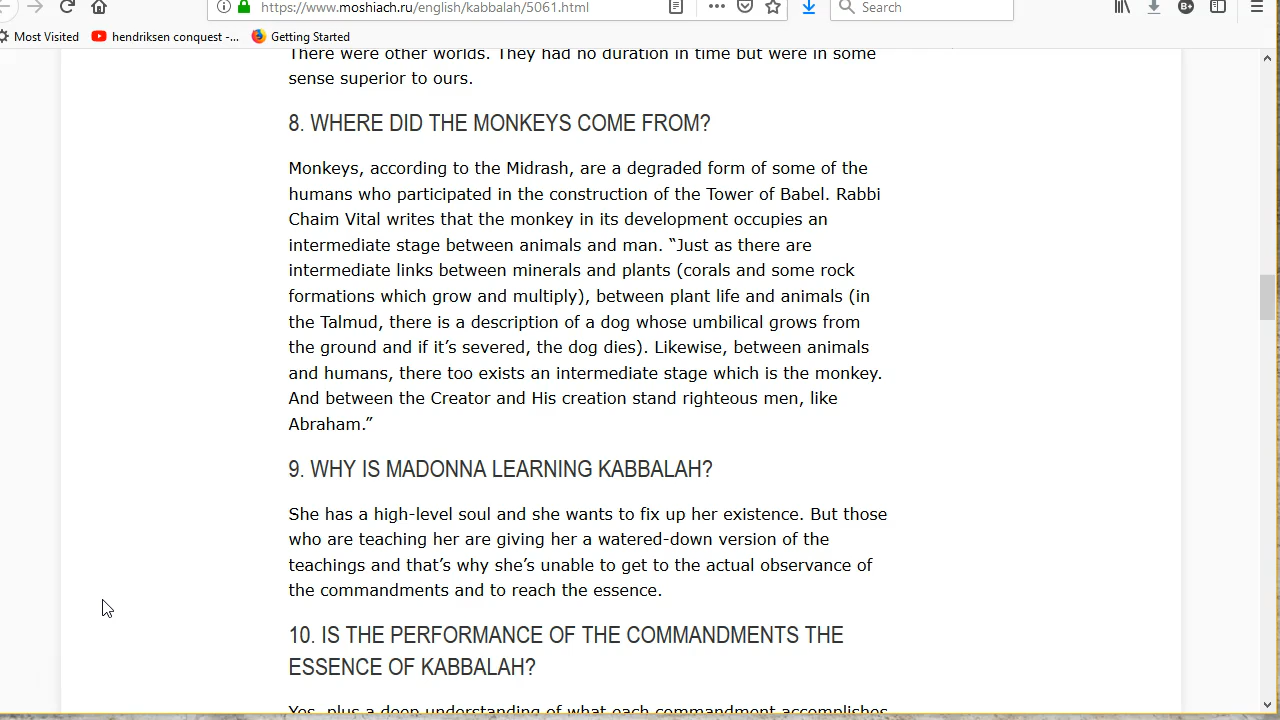 https://www.moshiach.ru/english/kabbalah/5061.html
Search
Most Visited
hendriksen conquest -...
Getting Started
There were other worlds. They had no duration in time but were in some
sense superior to ours.
8. WHERE DID THE MONKEYS COME FROM?
Monkeys, according to the Midrash, are a degraded form of some of the
humans who participated in the construction of the Tower of Babel. Rabbi
Chaim Vital writes that the monkey in its development occupies an
intermediate stage between animals and man. “Just as there are
intermediate links between minerals and plants (corals and some rock
formations which grow and multiply), between plant life and animals (in
the Talmud, there is a description of a dog whose umbilical grows from
the ground and if it’s severed, the dog dies). Likewise, between animals
and humans, there too exists an intermediate stage which is the monkey.
And between the Creator and His creation stand righteous men, like
Abraham.”
9. WHY IS MADONNA LEARNING KABBALAH?
She has a high-level soul and she wants to fix up her existence. But those
who are teaching her are giving her a watered-down version of the
teachings and that’s why she’s unable to get to the actual observance of
the commandments and to reach the essence.
10. IS THE PERFORMANCE OF THE COMMANDMENTS THE
ESSENCE OF KABBALAH?
Yes, plus a deep understanding of what each commandment accomplishes